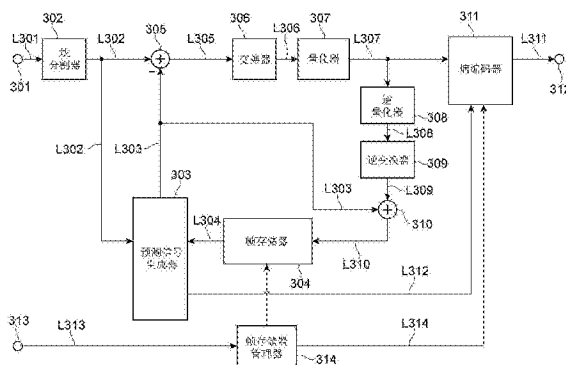 302
306
307
311
L301
L302
305
L305
L306
L307
L311
301
块
分割器
变换器
量化器
熵编码器
312
逆
量化器
308
L308
逆变换器
309
L302
L303
303
L303
L309
310
L304
预测信号
生成器
帧存储器
304
L310
L312
313
L313
帧存储器
管理器
314
L314